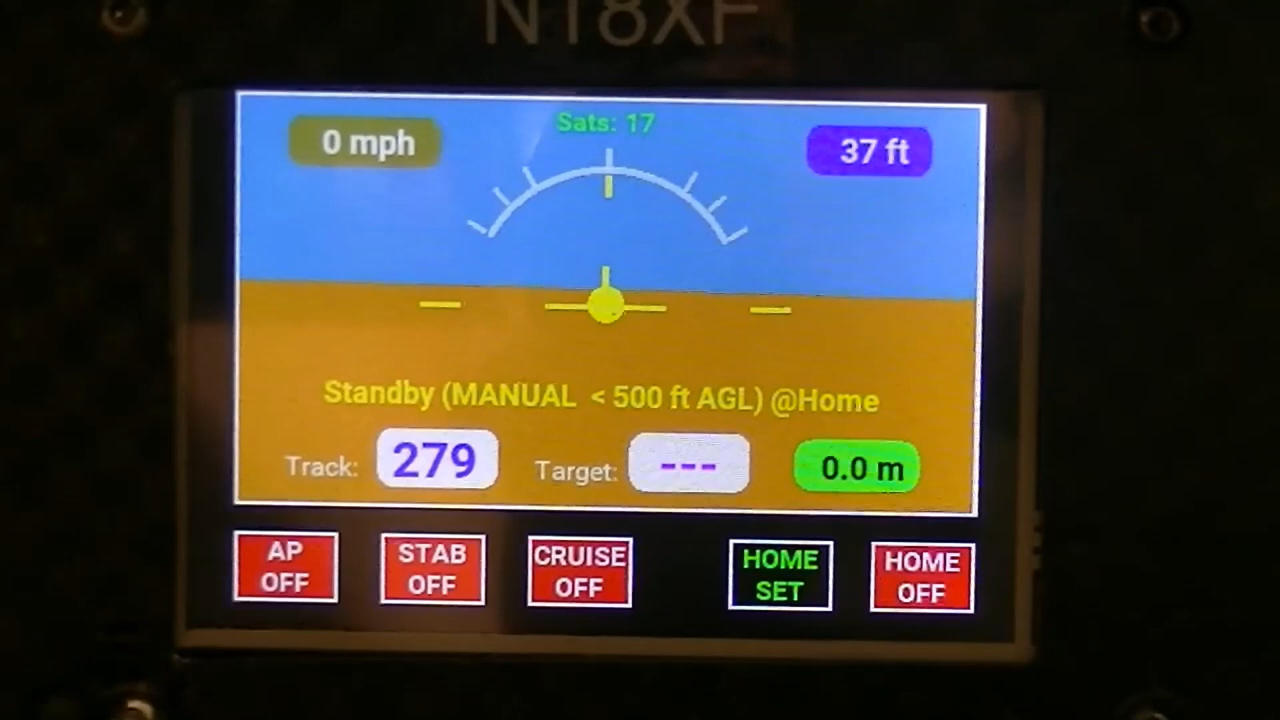 N18XF
Sats: 17
0 mph
37 ft
Standby (MANUAL < 500 ft AGL) @Home
Track: 279 Target: --- 0.0 m
AP OFF
STAB OFF
CRUISE OFF
HOME SET
HOME OFF